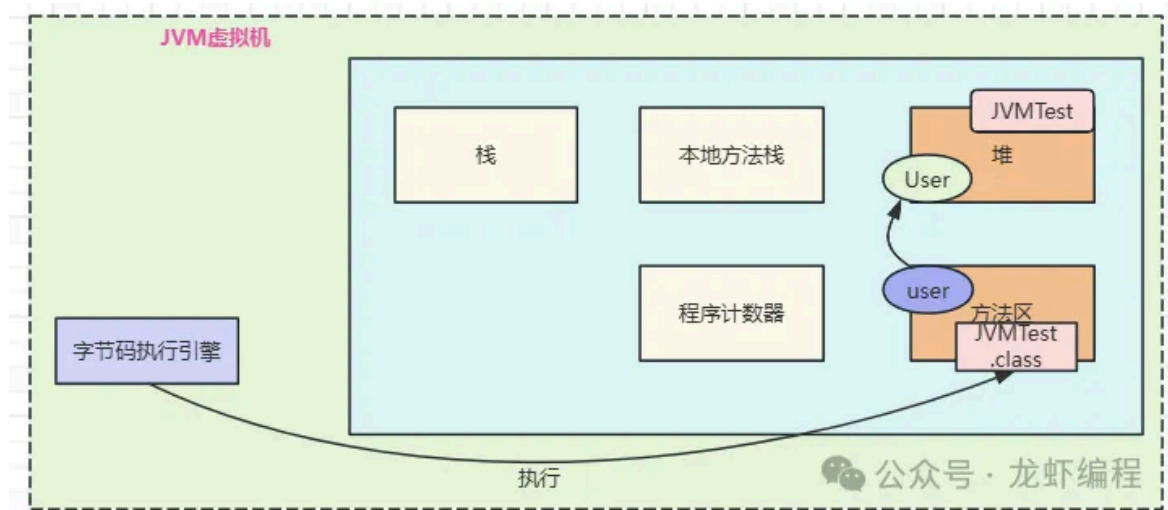 JVM虚拟机
JVMTest
栈
本地方法栈
堆
User
user
程序计数器
方法区
JVMTest
.class
字节码执行引擎
执行
公众号·龙虾编程